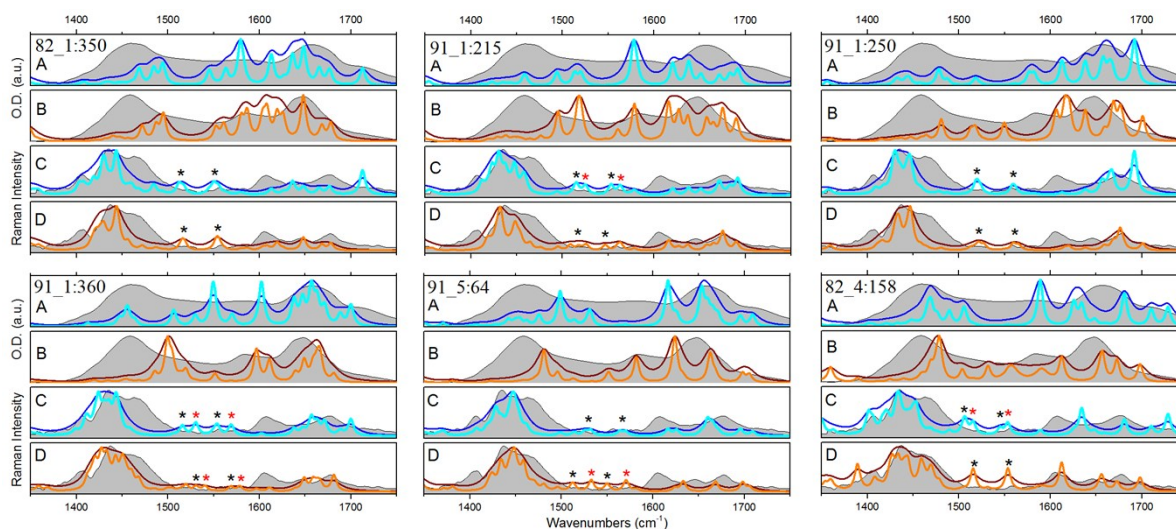 1400 1500 1600 1700 1400 1500 1600 1700 1400 1500 1600 1700
82_1:350 91_1:215 91_1:250
A A A
O.D. (a.u.)
B B B
C * * C * * * * C * *
Raman Intensity
D * * D * * * D * *
91_1:360 91_5:64 82_4:158
A A A
O.D. (a.u.)
B B B
C * * * * C * * C * * * *
Raman Intensity
D * * * * D * * * * D * *
1400 1500 1600 1700 1400 1500 1600 1700 1400 1500 1600 1700
Wavenumbers (cm⁻¹)